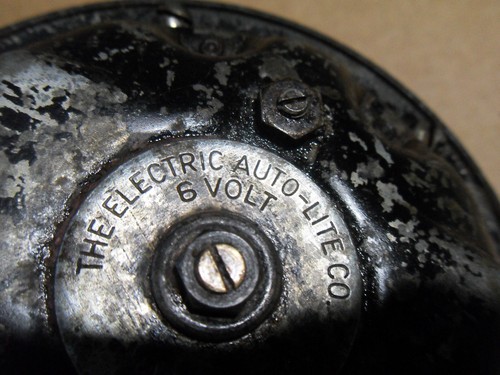 THE ELECTRIC AUTO-LITE CO.
6 VOLT